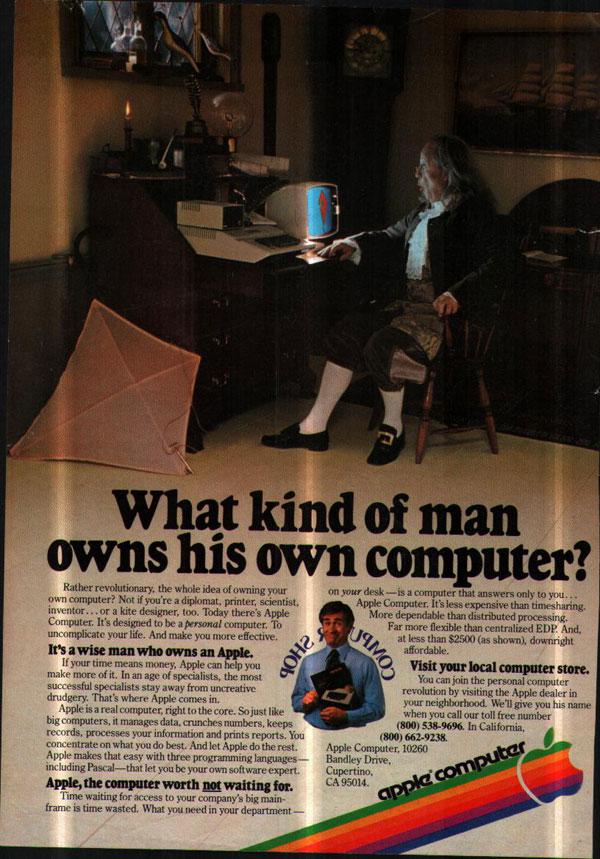 What kind of man
owns his own computer?
Rather revolutionary, the whole idea of owning your
own computer? Not if you're a diplomat, printer, scientist,
inventor... or a kite designer, too. Today there's Apple
Computer. It's designed to be a personal computer. To
uncomplicate your life. And make you more effective.
It's a wise man who owns an Apple.
If your time means money, Apple can help you
make more of it. In an age of specialists, the most
successful specialists stay away from uncreative
drudgery. That's where Apple comes in.
Apple is a real computer, right to the core. So just like
big computers, it manages data, crunches numbers, keeps
records, processes your information and prints reports. You
concentrate on what you do best. And let Apple do the rest.
Apple makes that easy with three programming languages—
including Pascal—that let you be your own software expert.
Apple, the computer worth not waiting for.
Time waiting for access to your company's big main-
frame is time wasted. What you need in your department—
on your desk—is a computer that answers only to you...
Apple Computer. It's less expensive than timesharing.
More dependable than distributed processing.
Far more flexible than centralized EDP. And,
at less than $2500 (as shown), downright
affordable.
Visit your local computer store.
You can join the personal computer
revolution by visiting the Apple dealer in
your neighborhood. We'll give you his name
when you call our toll free number
(800) 538-9696. In California,
(800) 662-9238.
Apple Computer, 10260
Bandley Drive,
Cupertino,
CA 95014.
COMPU R SHOP
apple computer